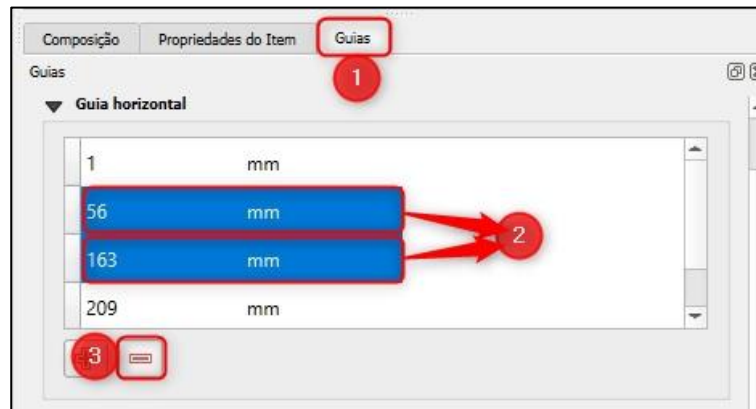 Composição Propriedades do Item Guias
1
Guias
Guia horizontal
1 mm
56 mm
2
163 mm
209 mm
3